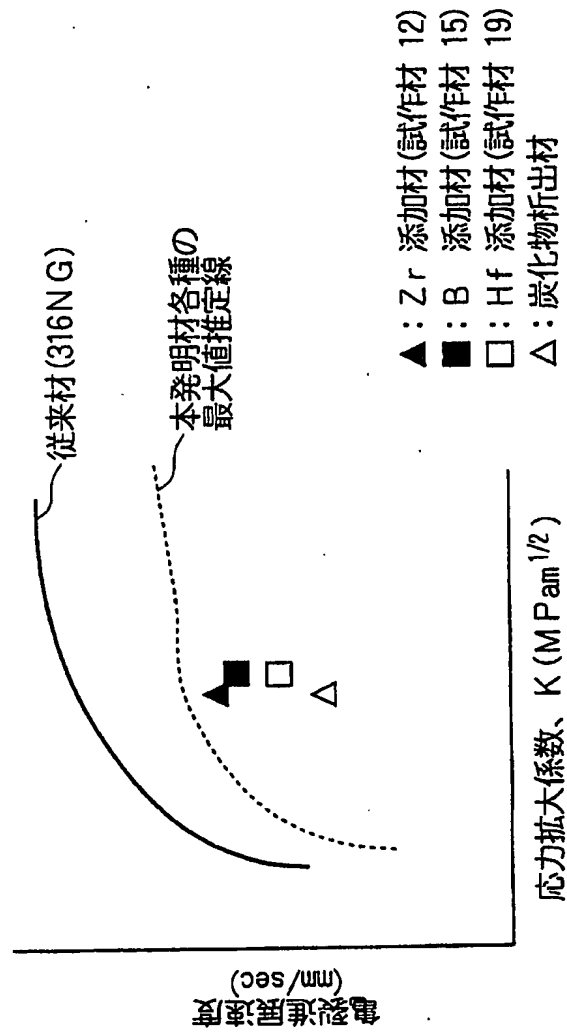 亀裂進展速度
(mm/sec)
従来材(316NG)
本発明材各種の
最大値推定線
応力拡大係数、K(MPam1/2)
▲:Zr 添加材(試作材 12)
■:B 添加材(試作材 15)
□:Hf 添加材(試作材 19)
△:炭化物析出材